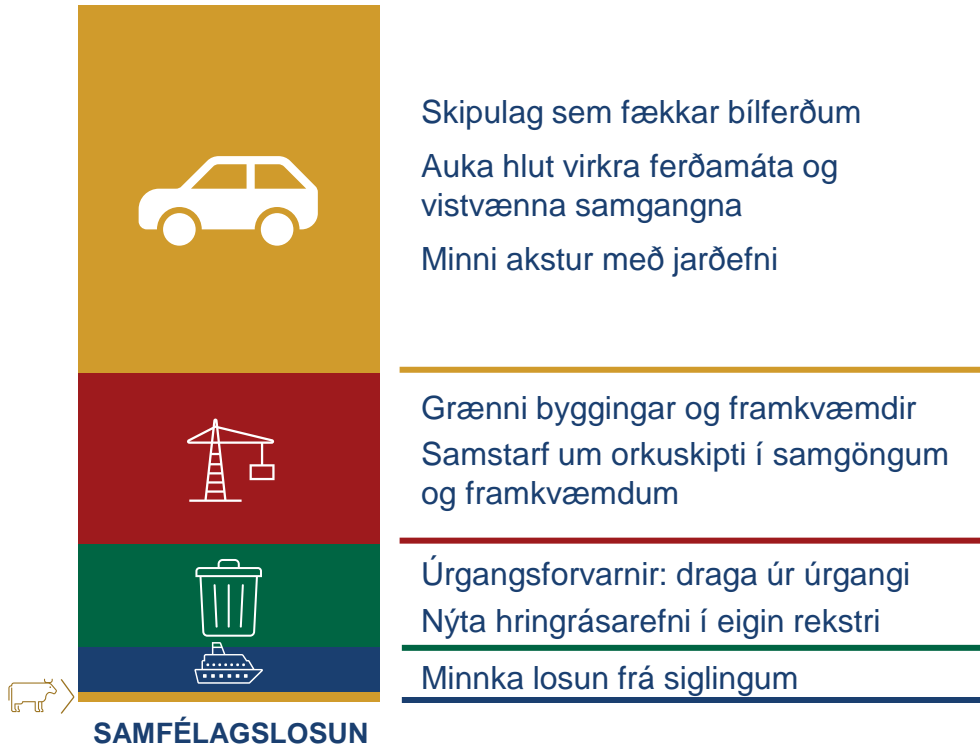 Skipulag sem fækkar bílferðum
Auka hlut virkra ferðamáta og
vistvænna samgangna
Minni akstur með jarðefni
Grænni byggingar og framkvæmdir
Samstarf um orkuskipti í samgöngum
og framkvæmdum
Úrgangsforvarnir: draga úr úrgangi
Nýta hringrásarefni í eigin rekstri
Minnka losun frá siglingum
SAMFÉLAGSLOSUN